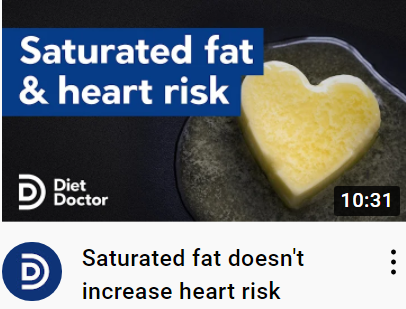 Saturated fat
& heart risk
Diet
Doctor
10:31
Saturated fat doesn't
increase heart risk